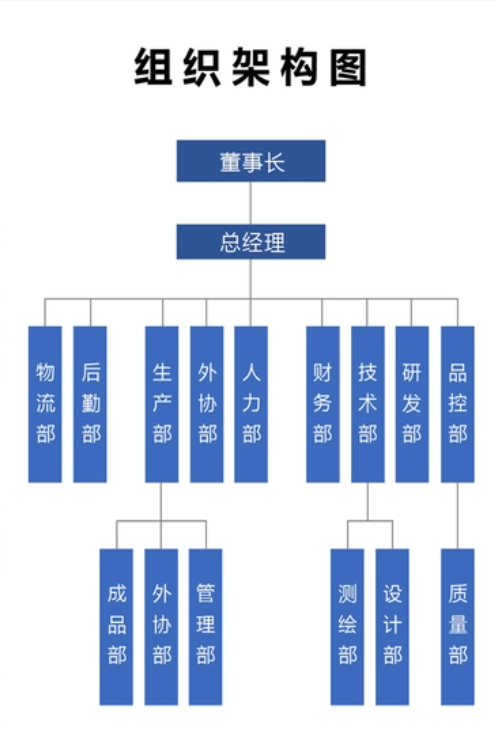 组织架构图
董事长
总经理
物流部
后勤部
生产部
外协部
人力部
财务部
技术部
研发部
品控部
成品部
外协部
管理部
测绘部
设计部
质量部